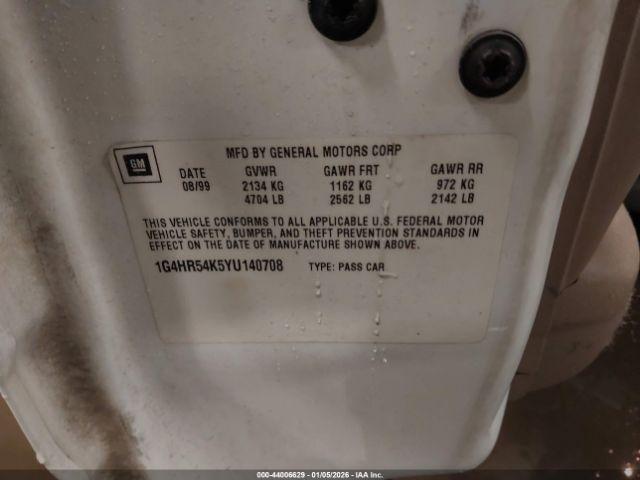 GM
MFD BY GENERAL MOTORS CORP
DATE GVWR GAWR FRT GAWR RR
08/99 2134 KG 1162 KG 972 KG
4704 LB 2562 LB 2142 LB
THIS VEHICLE CONFORMS TO ALL APPLICABLE U.S. FEDERAL MOTOR
VEHICLE SAFETY, BUMPER, AND THEFT PREVENTION STANDARDS IN
EFFECT ON THE DATE OF MANUFACTURE SHOWN ABOVE.
1G4HR54K5YU140708 TYPE: PASS CAR
000-44006629 - 01/05/2026 - IAA Inc.